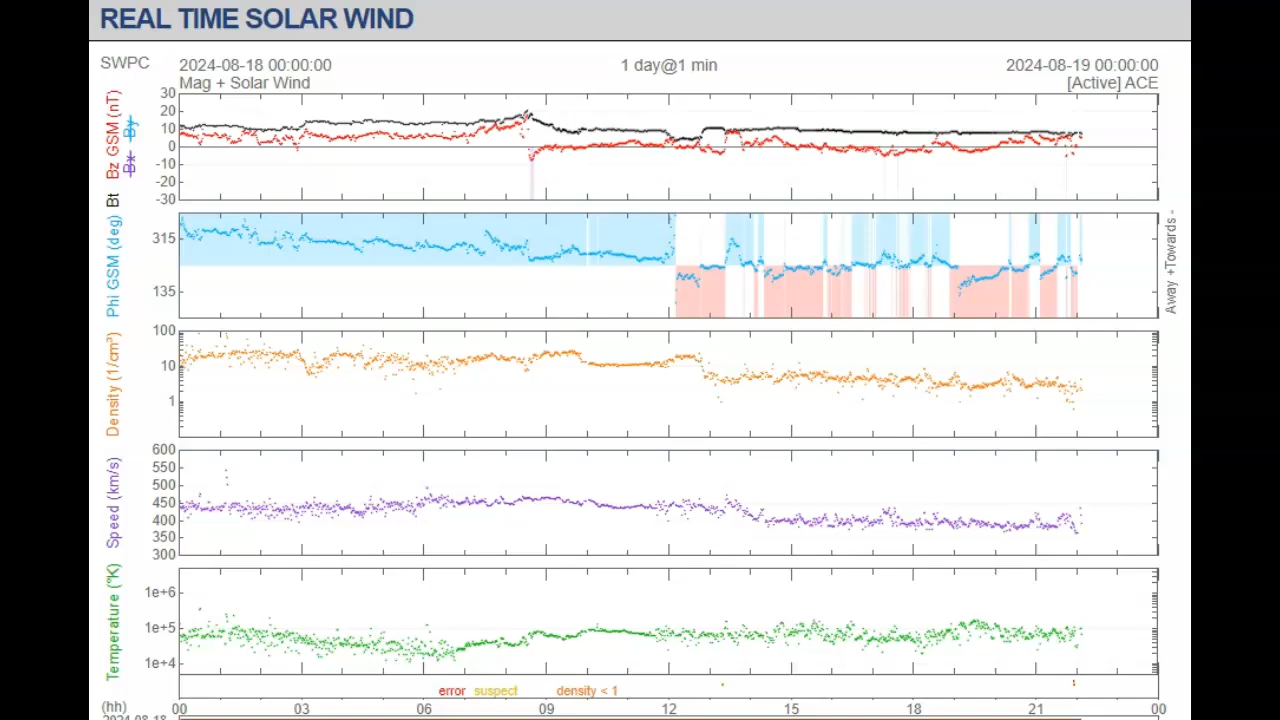 REAL TIME SOLAR WIND
SWPC
2024-08-18 00:00:00
1 day@1 min
2024-08-19 00:00:00
Mag + Solar Wind
[Active] ACE
Bt Bz GSM (nT)
Bx By
30
20
10
0
-10
-20
-30
Phi GSM (deg)
315
135
Away +Towards -
Density (1/cm³)
100
10
1
Speed (km/s)
600
550
500
450
400
350
300
Temperature (°K)
1e+6
1e+5
1e+4
error suspect density < 1
(hh) 00 03 06 09 12 15 18 21 00
2024-08-18